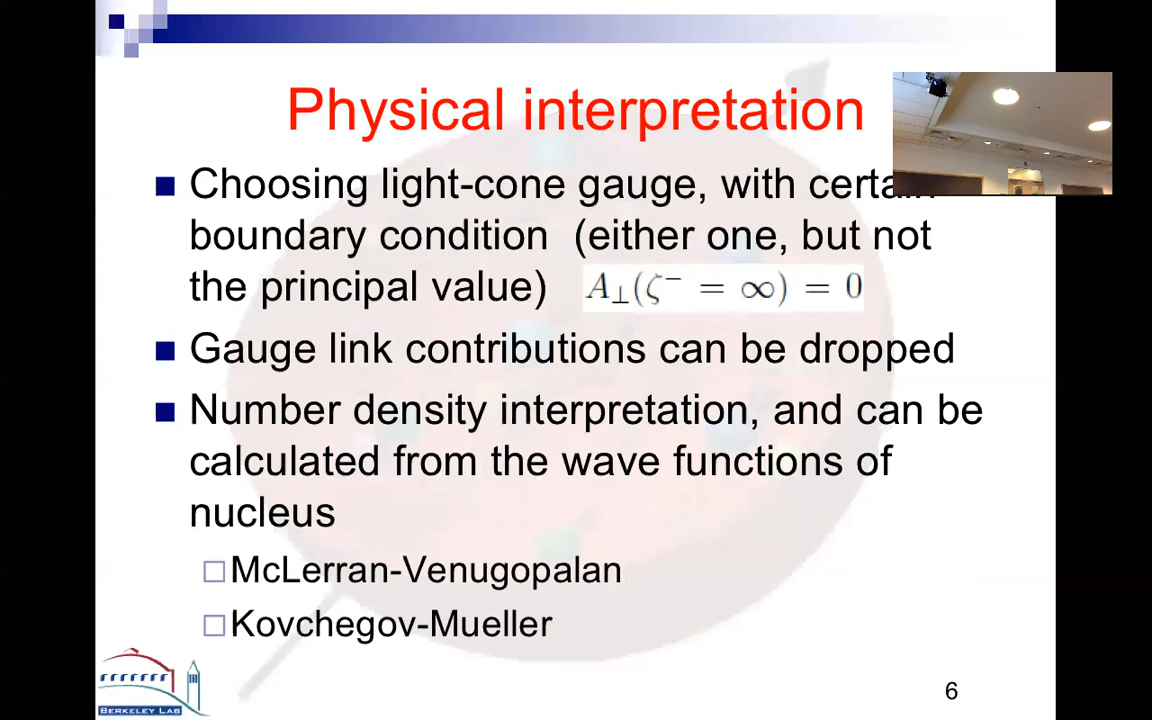 Physical interpretation
Choosing light-cone gauge, with certain
boundary condition (either one, but not
the principal value) A⊥(ζ⁻ = ∞) = 0
Gauge link contributions can be dropped
Number density interpretation, and can be
calculated from the wave functions of
nucleus
McLerran-Venugopalan
Kovchegov-Mueller
BERKELEY LAB
6